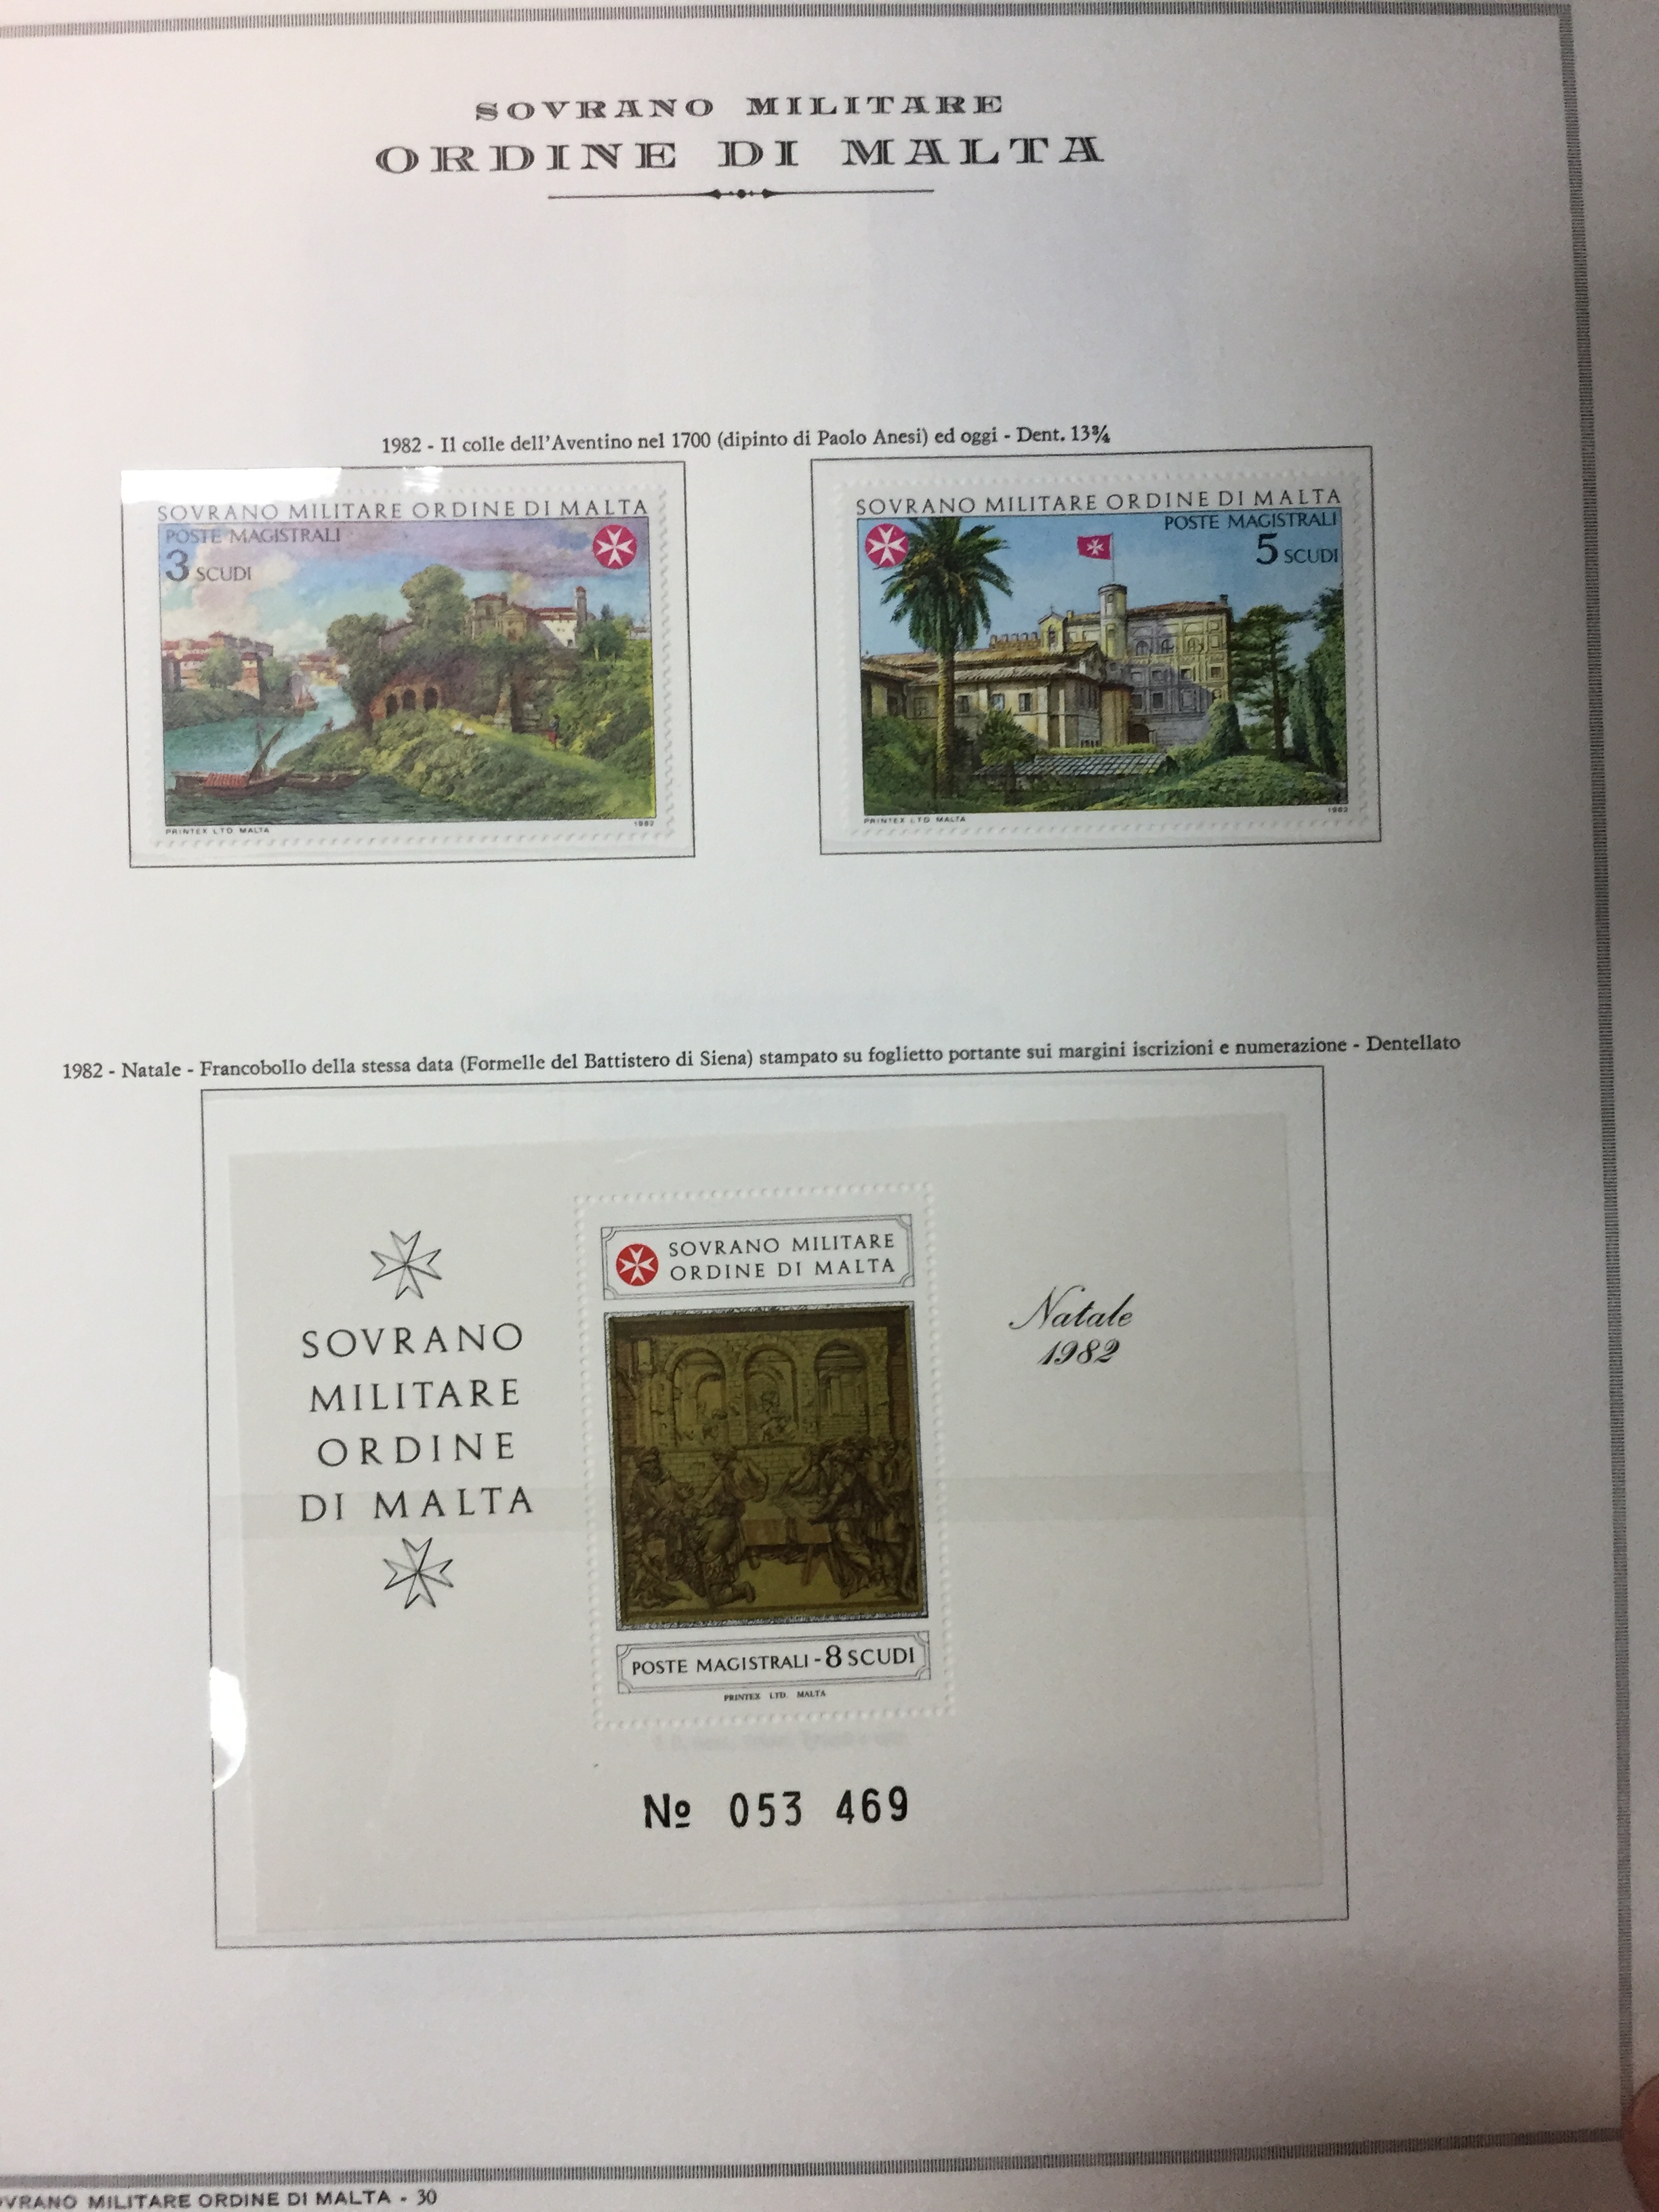 SOVRANO MILITARE
ORDINE DI MALTA
1982 - Il colle dell'Aventino nel 1700 (dipinto di Paolo Anesi) ed oggi - Dent. 13¾
SOVRANO MILITARE ORDINE DI MALTA
POSTE MAGISTRALI
3 SCUDI
PRINTEX LTD MALTA 1982
SOVRANO MILITARE ORDINE DI MALTA
POSTE MAGISTRALI
5 SCUDI
PRINTEX LTD MALTA 1982
1982 - Natale - Francobollo della stessa data (Formelle del Battistero di Siena) stampato su foglietto portante sui margini iscrizioni e numerazione - Dentellato
SOVRANO
MILITARE
ORDINE
DI MALTA
SOVRANO MILITARE
ORDINE DI MALTA
POSTE MAGISTRALI - 8 SCUDI
PRINTEX LTD. MALTA
Natale
1982
Nº 053 469
OVRANO MILITARE ORDINE DI MALTA - 30